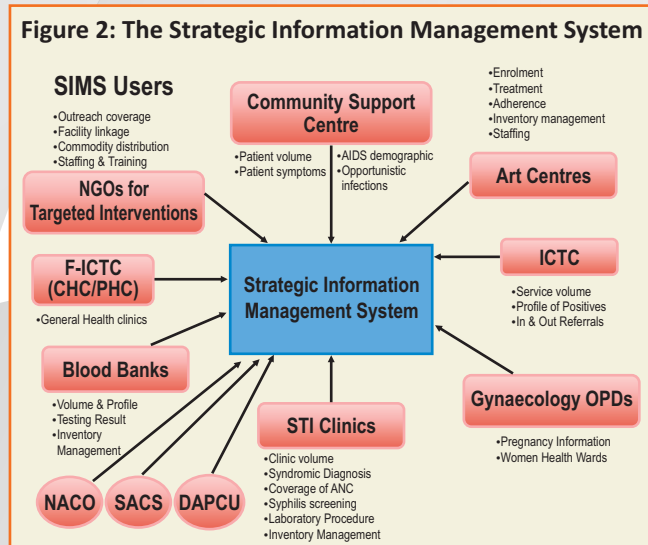 Figure 2: The Strategic Information Management System
SIMS Users
•Outreach coverage
•Facility linkage
•Commodity distribution
•Staffing & Training
NGOs for
Targeted Interventions
Community Support
Centre
•Patient volume
•Patient symptoms
•AIDS demographic
•Opportunistic
infections
•Enrolment
•Treatment
•Adherence
•Inventory management
•Staffing
Art Centres
F-ICTC
(CHC/PHC)
•General Health clinics
Strategic Information
Management System
ICTC
•Service volume
•Profile of Positives
•In & Out Referrals
Blood Banks
•Volume & Profile
•Testing Result
•Inventory
Management
STI Clinics
•Clinic volume
•Syndromic Diagnosis
•Coverage of ANC
•Syphilis screening
•Laboratory Procedure
•Inventory Management
Gynaecology OPDs
•Pregnancy Information
•Women Health Wards
NACO
SACS
DAPCU